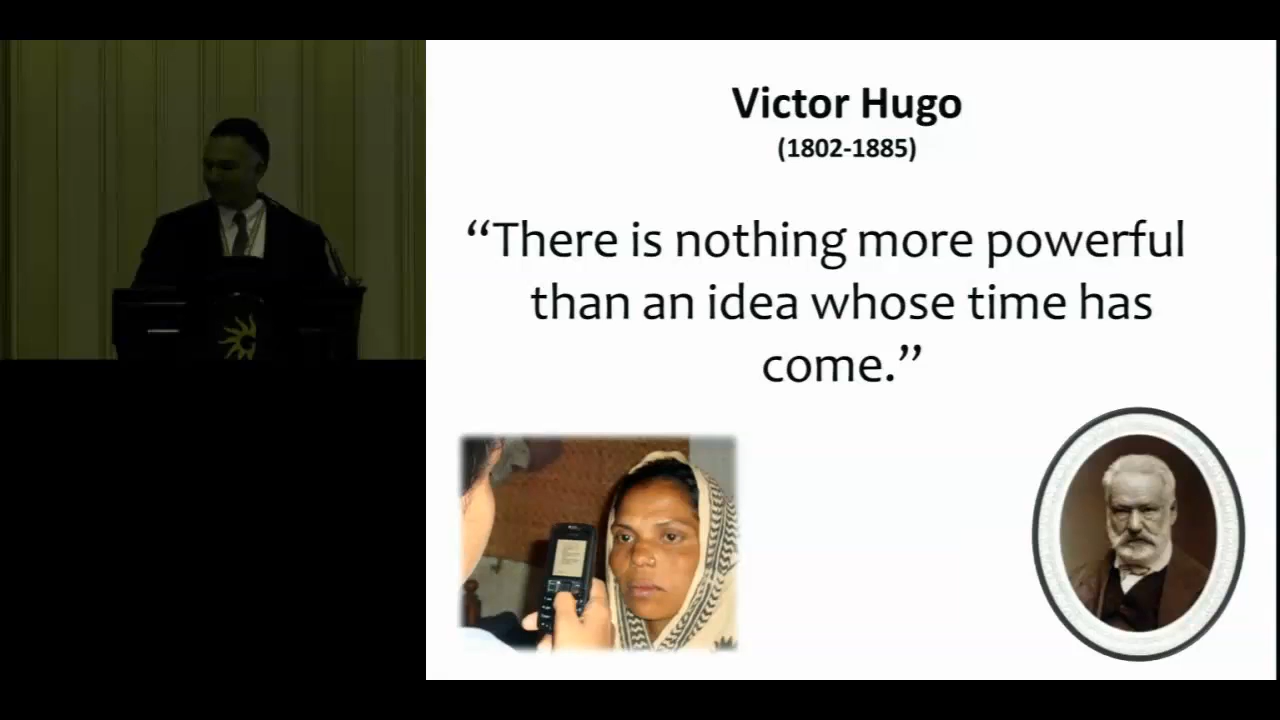 Victor Hugo
(1802-1885)
“There is nothing more powerful
than an idea whose time has
come.”